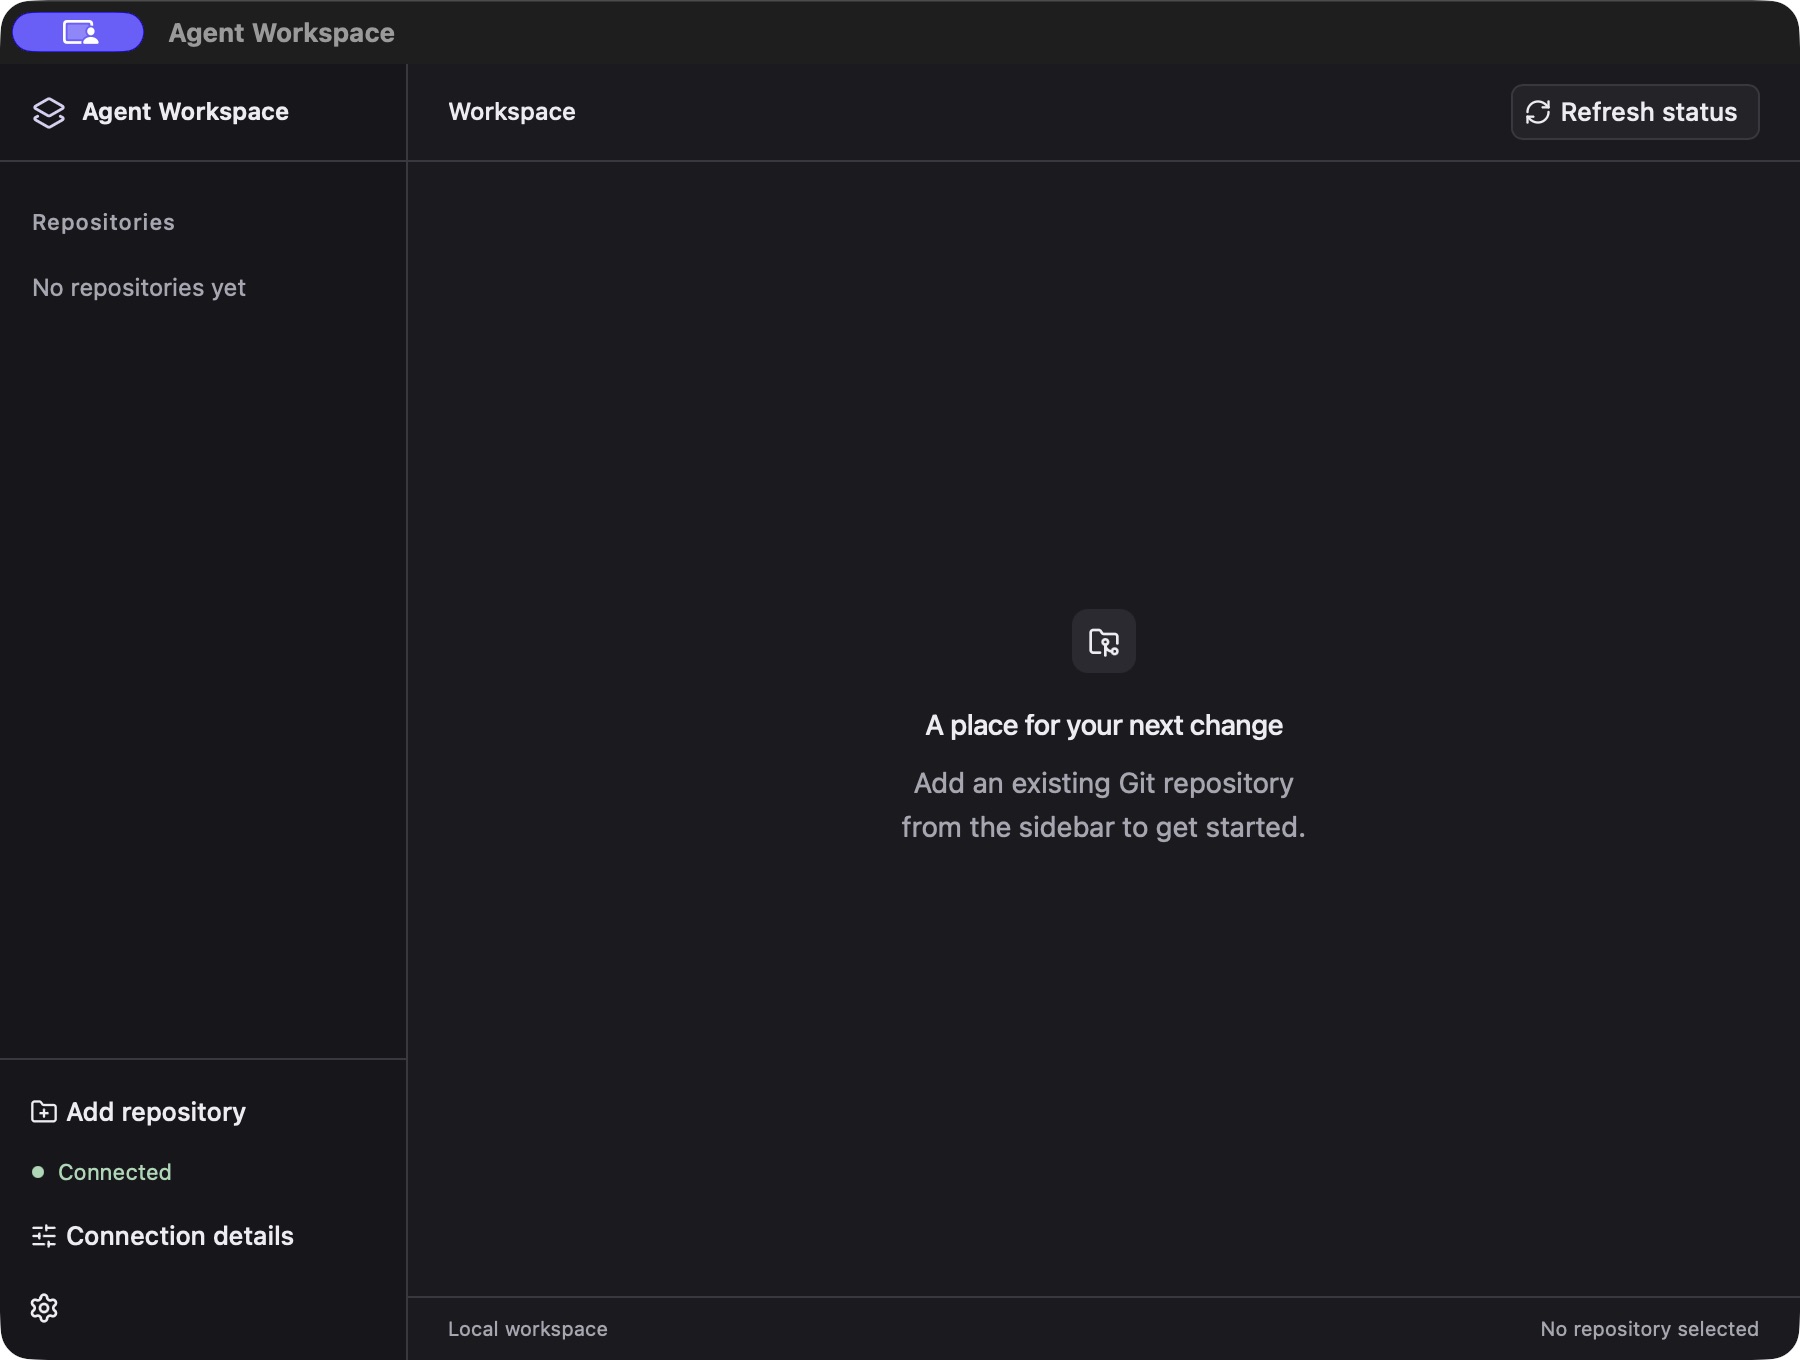 Agent Workspace
Agent Workspace
Workspace
Refresh status
Repositories
No repositories yet
A place for your next change
Add an existing Git repository
from the sidebar to get started.
Add repository
Connected
Connection details
Local workspace
No repository selected